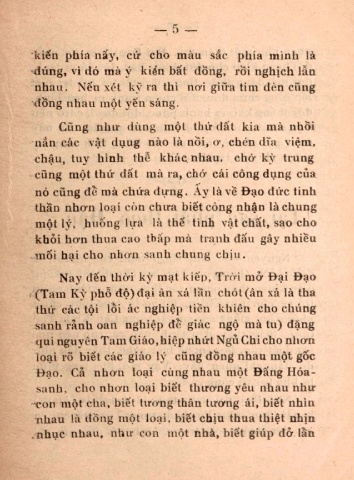 — 5 —
kiến phía nấy, cứ cho màu sắc phía mình là
đúng, vì dó mà ý kiến bất đồng, rồi nghịch lẫn
nhau. Nếu xét kỹ ra thì nơi giữa tim đèn cũng
đồng nhau một yến sáng.
Cũng như dùng một thứ đất kia mà nhồi
nắn các vật dụng nào là nồi, ơ, chén dĩa việm,
chậu, tuy hình thể khác nhau, chớ kỳ trung
cũng một thứ đất mà ra, chớ cái công dụng của
nó cũng để mà chứa đựng. Ấy là về Đạo đức tinh
thần nhơn loại còn chưa biết công nhận là chung
một lý, huống lựa là thể tính vật chất, sao cho
khỏi hơn thua cao thấp mà tranh đấu gây nhiều
mối hại cho nhơn sanh chung chịu.
Nay đến thời kỳ mạt kiếp, Trời mở Đại Đạo
(Tam Kỳ phổ độ) đại ân xá lần chót (ân xá là tha
thứ các tội lỗi ác nghiệp tiền khiên cho chúng
sanh rảnh oan nghiệp để giác ngộ mà tu) dặng
qui nguyên Tam Giáo, hiệp nhứt Ngủ Chi cho nhơn
loại rõ biết các giáo lý cũng đồng nhau một gốc
Đạo. Cả nhơn loại cùng nhau một Đấng Hóa-
sanh, cho nhơn loại biết thương yêu nhau như
con một cha, biết tương thân tương ái, biết nhìn
nhau là đồng một loại, biết chịu thua thiệt nhịn
nhục nhau, như con một nhà, biết giúp đở lẫn